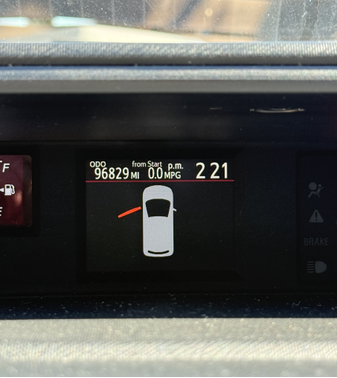 F
E
ODO from Start p.m. 2 21
96829 MI 0.0 MPG
BRAKE